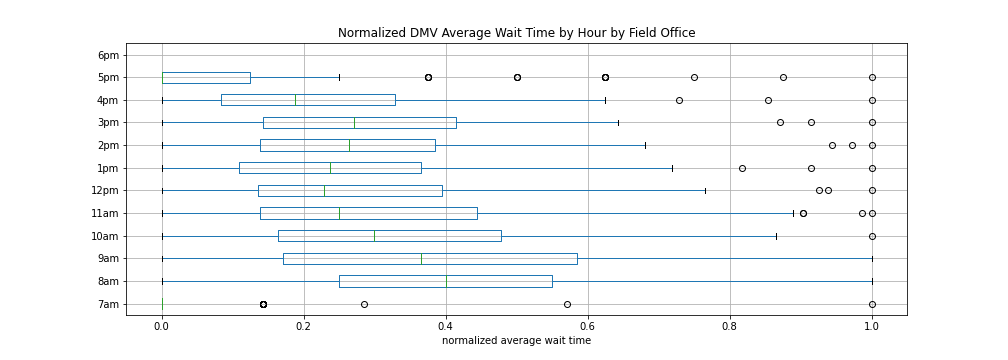 Normalized DMV Average Wait Time by Hour by Field Office
6pm
5pm
4pm
3pm
2pm
1pm
12pm
11am
10am
9am
8am
7am
0.0 0.2 0.4 0.6 0.8 1.0
normalized average wait time